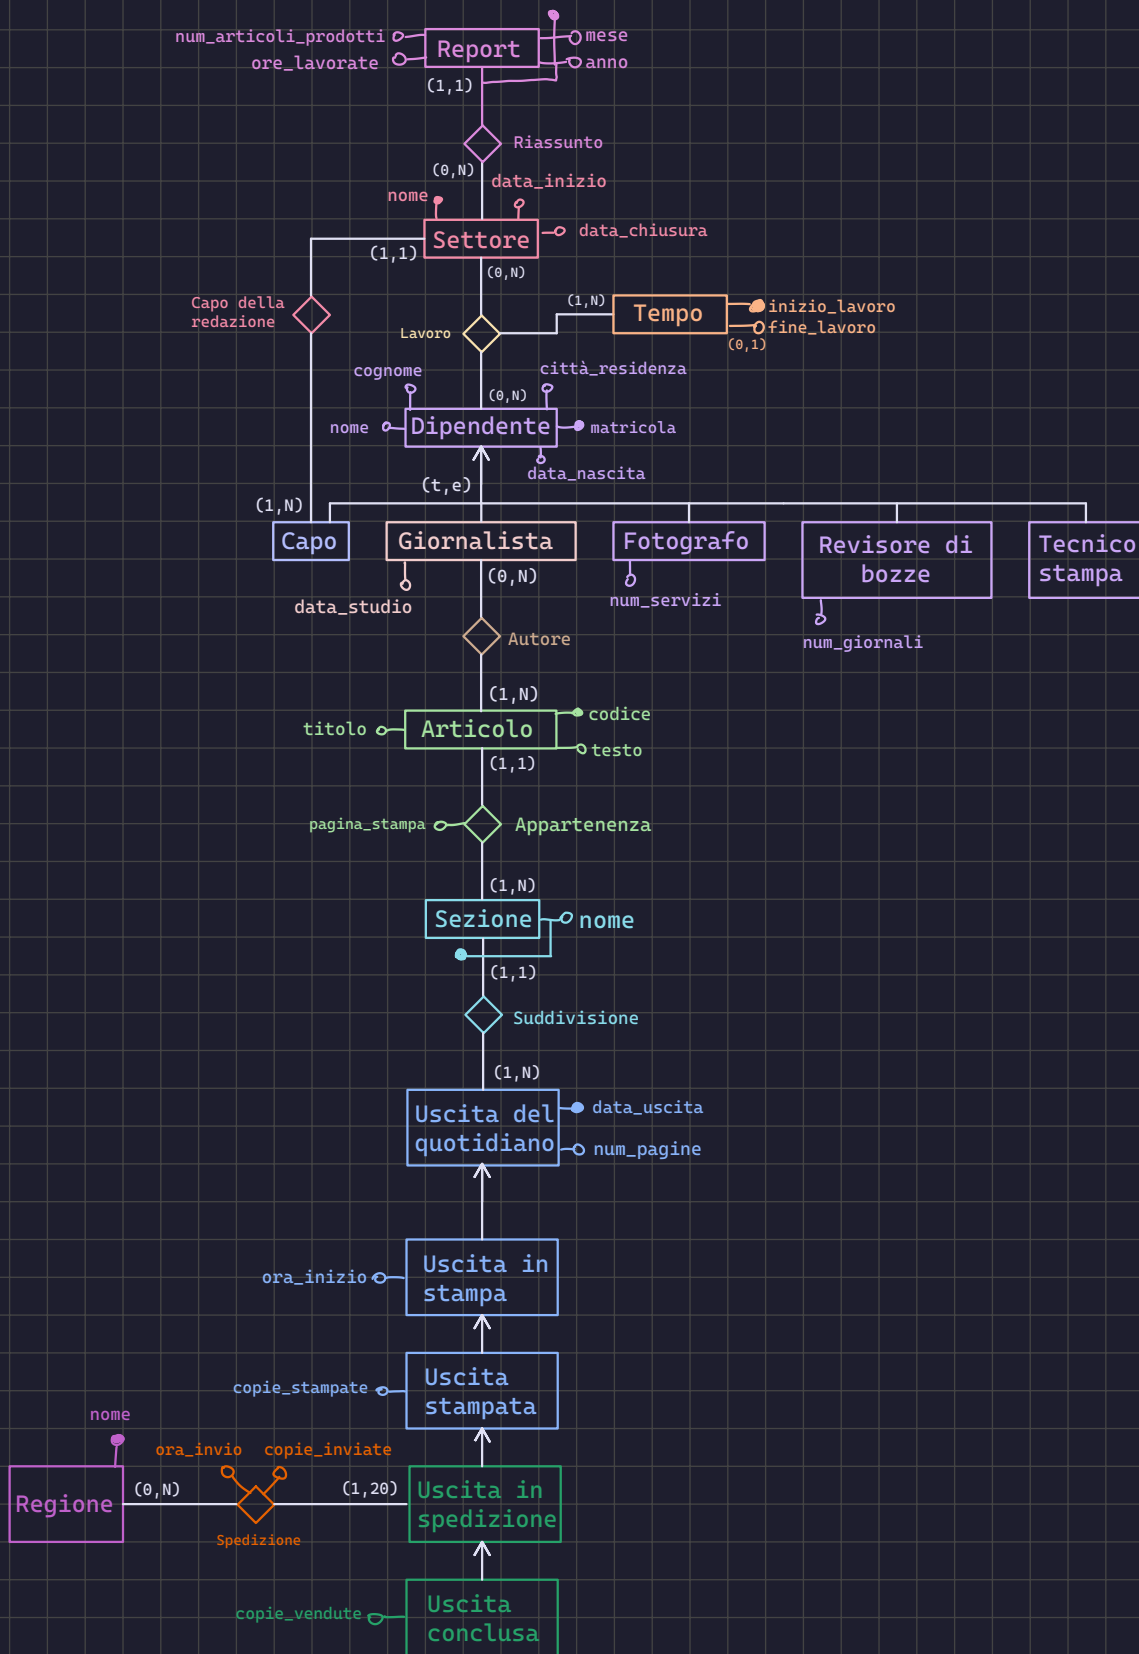 num_articoli_prodotti
Report
mese
ore_lavorate
anno
(1,1)
Riassunto
(0,N)
data_inizio
nome
Settore
data_chiusura
(1,1)
(0,N)
Capo della
redazione
(1,N)
Tempo
inizio_lavoro
fine_lavoro
(0,1)
Lavoro
cognome
città_residenza
(0,N)
nome
Dipendente
matricola
data_nascita
(t,e)
(1,N)
Capo
Giornalista
Fotografo
Revisore di
bozze
Tecnico
stampa
(0,N)
data_studio
num_servizi
num_giornali
Autore
(1,N)
titolo
Articolo
codice
testo
(1,1)
pagina_stampa
Appartenenza
(1,N)
Sezione
nome
(1,1)
Suddivisione
(1,N)
Uscita del
quotidiano
data_uscita
num_pagine
ora_inizio
Uscita in
stampa
copie_stampate
Uscita
stampata
nome
ora_invio
copie_inviate
Regione
(0,N)
(1,20)
Uscita in
spedizione
Spedizione
copie_vendute
Uscita
conclusa